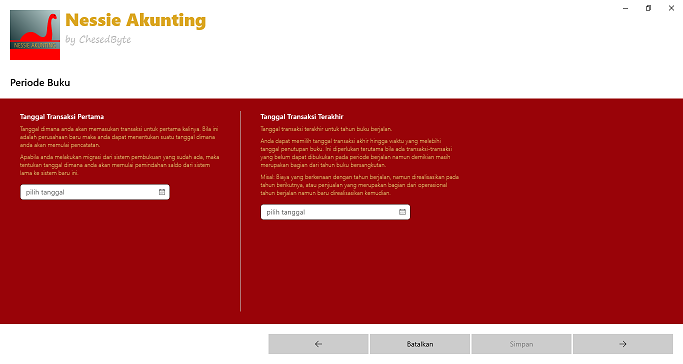 Nessie Akunting
by ChesedByte
NESSIE AKUNTING
Periode Buku
Tanggal Transaksi Pertama
Tanggal dimana anda akan memasukan transaksi untuk pertama kalinya. Bila ini
adalah perusahaan baru maka anda dapat menentukan suatu tanggal dimana
anda akan memulai pencatatan.
Apabila anda melakukan migrasi dari sistem pembukuan yang sudah ada, maka
tentukan tanggal dimana anda akan memulai pemindahan saldo dari sistem
lama ke sistem baru ini.
pilih tanggal
Tanggal Transaksi Terakhir
Tanggal transaksi terakhir untuk tahun buku berjalan.
Anda dapat memilih tanggal transaksi akhir hingga waktu yang melebihi
tanggal penutupan buku. Ini diperlukan terutama bila ada transaksi-transaksi
yang belum dapat dibukukan pada periode berjalan namun demikian masih
merupakan bagian dari tahun buku bersangkutan.
Misal: Biaya yang berkenaan dengan tahun berjalan, namun direalisasikan pada
tahun berikutnya, atau penjualan yang merupakan bagian dari operasional
tahun berjalan namun baru direalisasikan kemudian.
pilih tanggal
Batalkan
Simpan